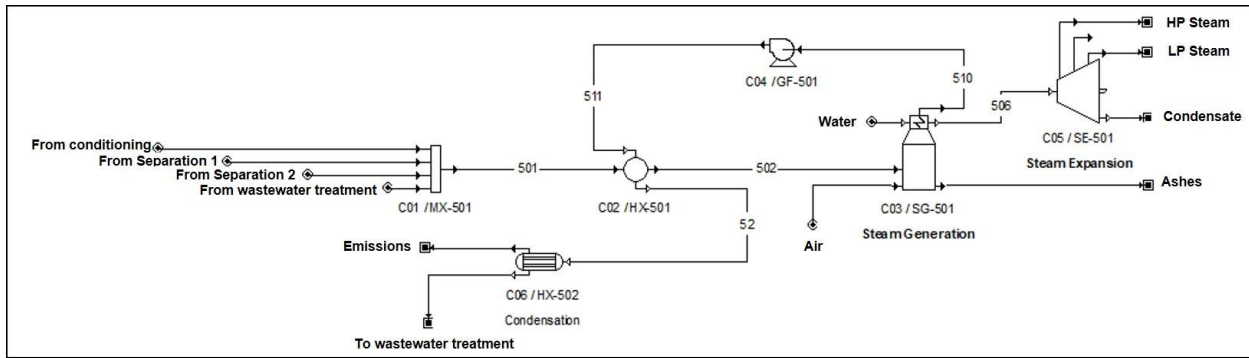 HP Steam
LP Steam
C04 /GF-501
510
511
506
Water
Condensate
C05 / SE-501
Steam Expansion
From conditioning
From Separation 1
From Separation 2
From wastewater treatment
501
502
Ashes
C01 /MX-501
C02 /HX-501
C03 / SG-501
Steam Generation
52
Air
Emissions
C06 / HX-502
Condensation
To wastewater treatment